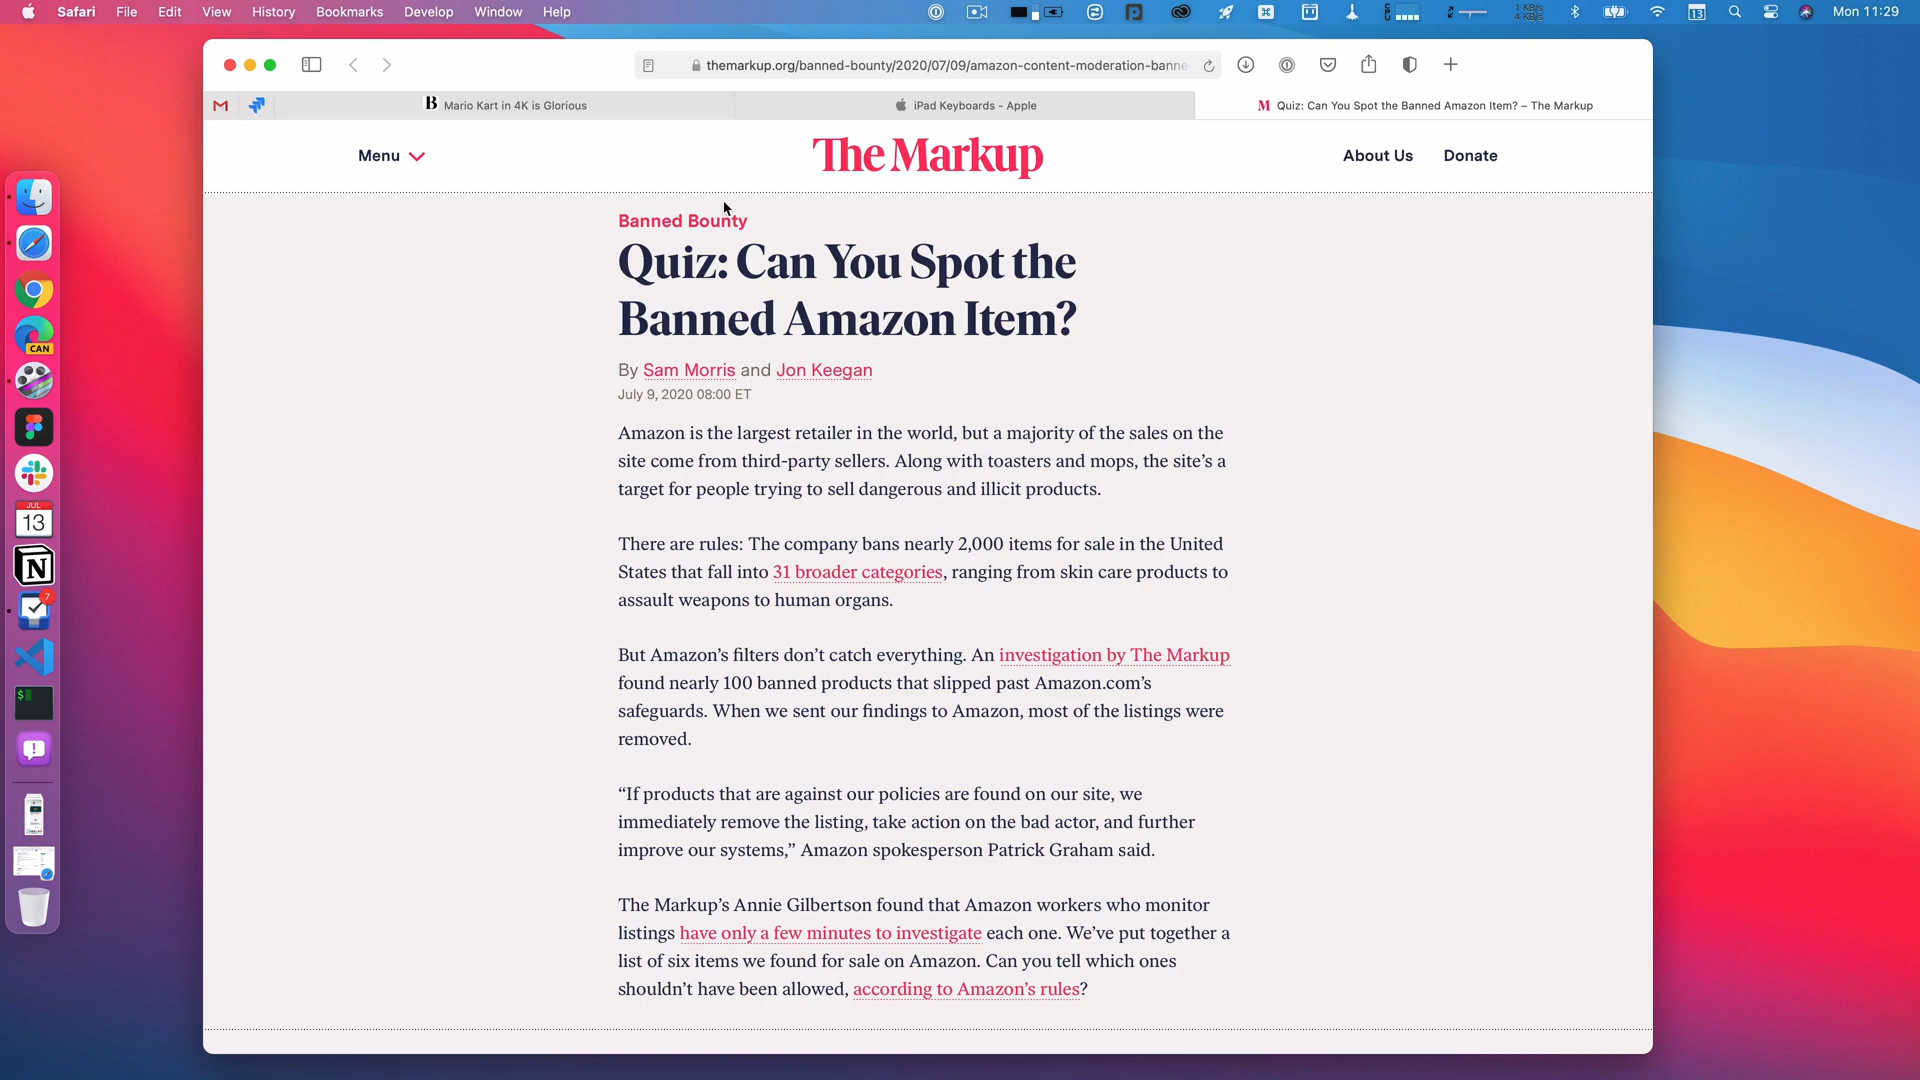 Safari File Edit View History Bookmarks Develop Window Help
13 Mon 11:29
themarkup.org/banned-bounty/2020/07/09/amazon-content-moderation-banne
B Mario Kart in 4K is Glorious
iPad Keyboards - Apple
M Quiz: Can You Spot the Banned Amazon Item? – The Markup
Menu
The Markup
About Us Donate
Banned Bounty
Quiz: Can You Spot the
Banned Amazon Item?
By Sam Morris and Jon Keegan
July 9, 2020 08:00 ET
Amazon is the largest retailer in the world, but a majority of the sales on the
site come from third-party sellers. Along with toasters and mops, the site’s a
target for people trying to sell dangerous and illicit products.
There are rules: The company bans nearly 2,000 items for sale in the United
States that fall into 31 broader categories, ranging from skin care products to
assault weapons to human organs.
But Amazon’s filters don’t catch everything. An investigation by The Markup
found nearly 100 banned products that slipped past Amazon.com’s
safeguards. When we sent our findings to Amazon, most of the listings were
removed.
“If products that are against our policies are found on our site, we
immediately remove the listing, take action on the bad actor, and further
improve our systems,” Amazon spokesperson Patrick Graham said.
The Markup’s Annie Gilbertson found that Amazon workers who monitor
listings have only a few minutes to investigate each one. We’ve put together a
list of six items we found for sale on Amazon. Can you tell which ones
shouldn’t have been allowed, according to Amazon’s rules?
CAN
JUL
13
N
7
$